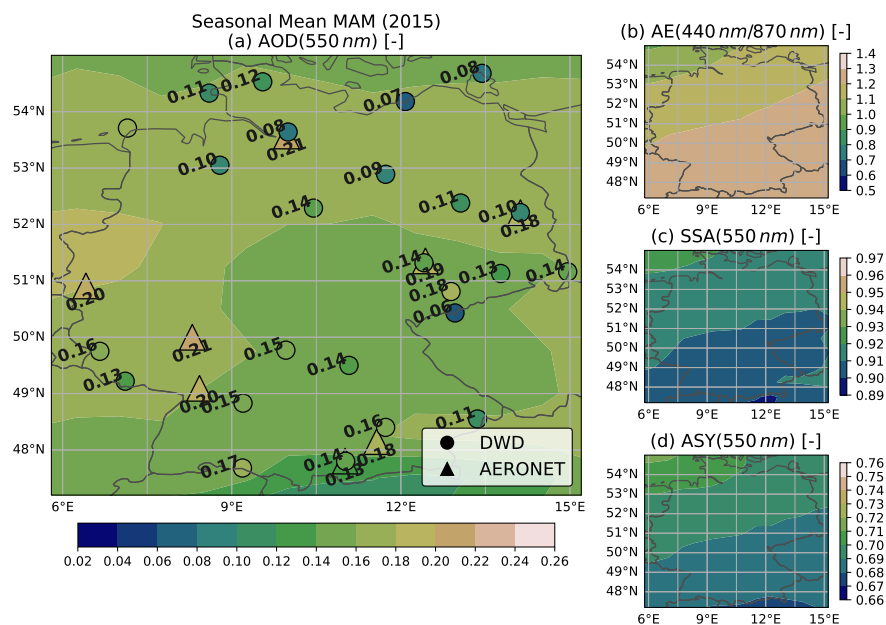 Seasonal Mean MAM (2015)
(a) AOD(550 nm) [-]
0.08
0.12
0.11
0.07
0.08
0.21
0.10
0.09
0.14
0.11
0.10
0.18
0.14
0.19
0.13
0.14
0.18
0.06
0.20
0.21
0.16
0.15
0.14
0.13
0.20
0.15
0.11
0.16
0.18
0.14
0.13
0.17
54°N
53°N
52°N
51°N
50°N
49°N
48°N
6°E 9°E 12°E 15°E
DWD
AERONET
0.02 0.04 0.06 0.08 0.10 0.12 0.14 0.16 0.18 0.20 0.22 0.24 0.26
(b) AE(440 nm/870 nm) [-]
54°N
53°N
52°N
51°N
50°N
49°N
48°N
6°E 9°E 12°E 15°E
1.4
1.3
1.2
1.1
1.0
0.9
0.8
0.7
0.6
0.5
(c) SSA(550 nm) [-]
54°N
53°N
52°N
51°N
50°N
49°N
48°N
6°E 9°E 12°E 15°E
0.97
0.96
0.95
0.94
0.93
0.92
0.91
0.90
0.89
(d) ASY(550 nm) [-]
54°N
53°N
52°N
51°N
50°N
49°N
48°N
6°E 9°E 12°E 15°E
0.76
0.75
0.74
0.73
0.72
0.71
0.70
0.69
0.68
0.67
0.66